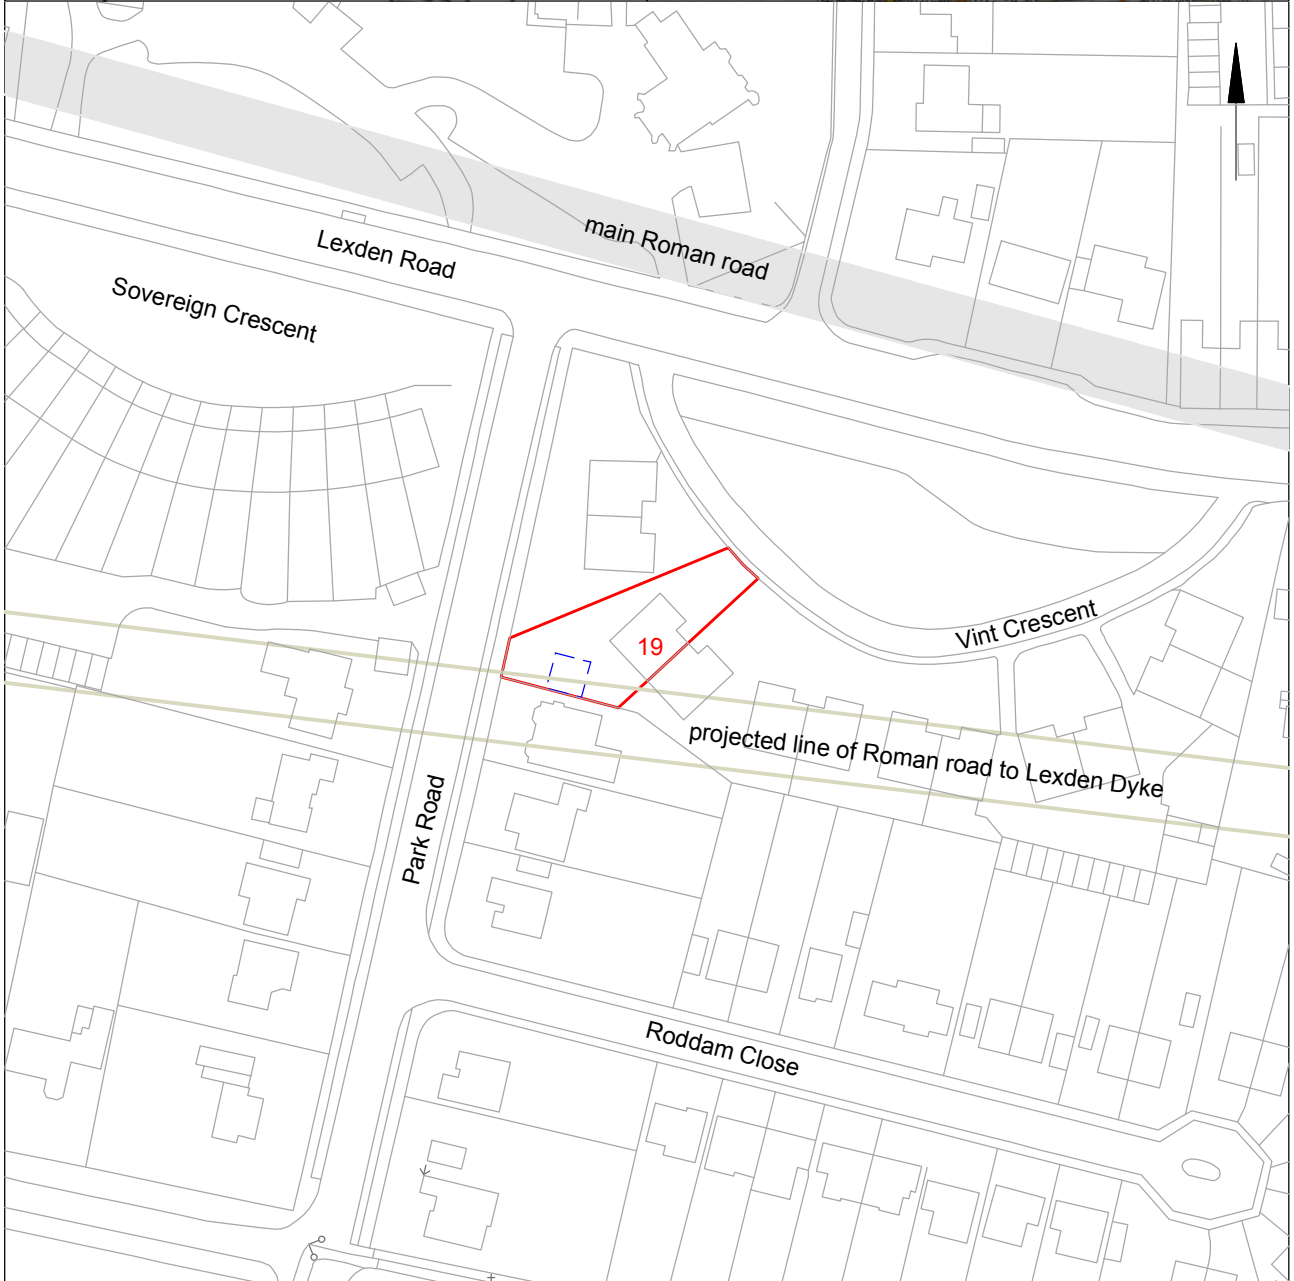 main Roman road
Lexden Road
Sovereign Crescent
Vint Crescent
19
projected line of Roman road to Lexden Dyke
Park Road
Roddam Close